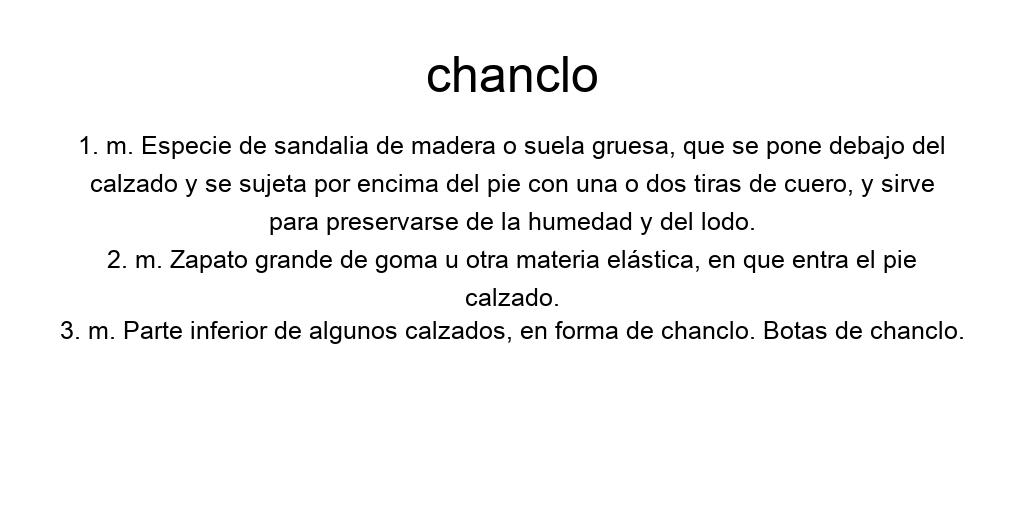 chanclo
1. m. Especie de sandalia de madera o suela gruesa, que se pone debajo del
calzado y se sujeta por encima del pie con una o dos tiras de cuero, y sirve
para preservarse de la humedad y del lodo.
2. m. Zapato grande de goma u otra materia elástica, en que entra el pie
calzado.
3. m. Parte inferior de algunos calzados, en forma de chanclo. Botas de chanclo.